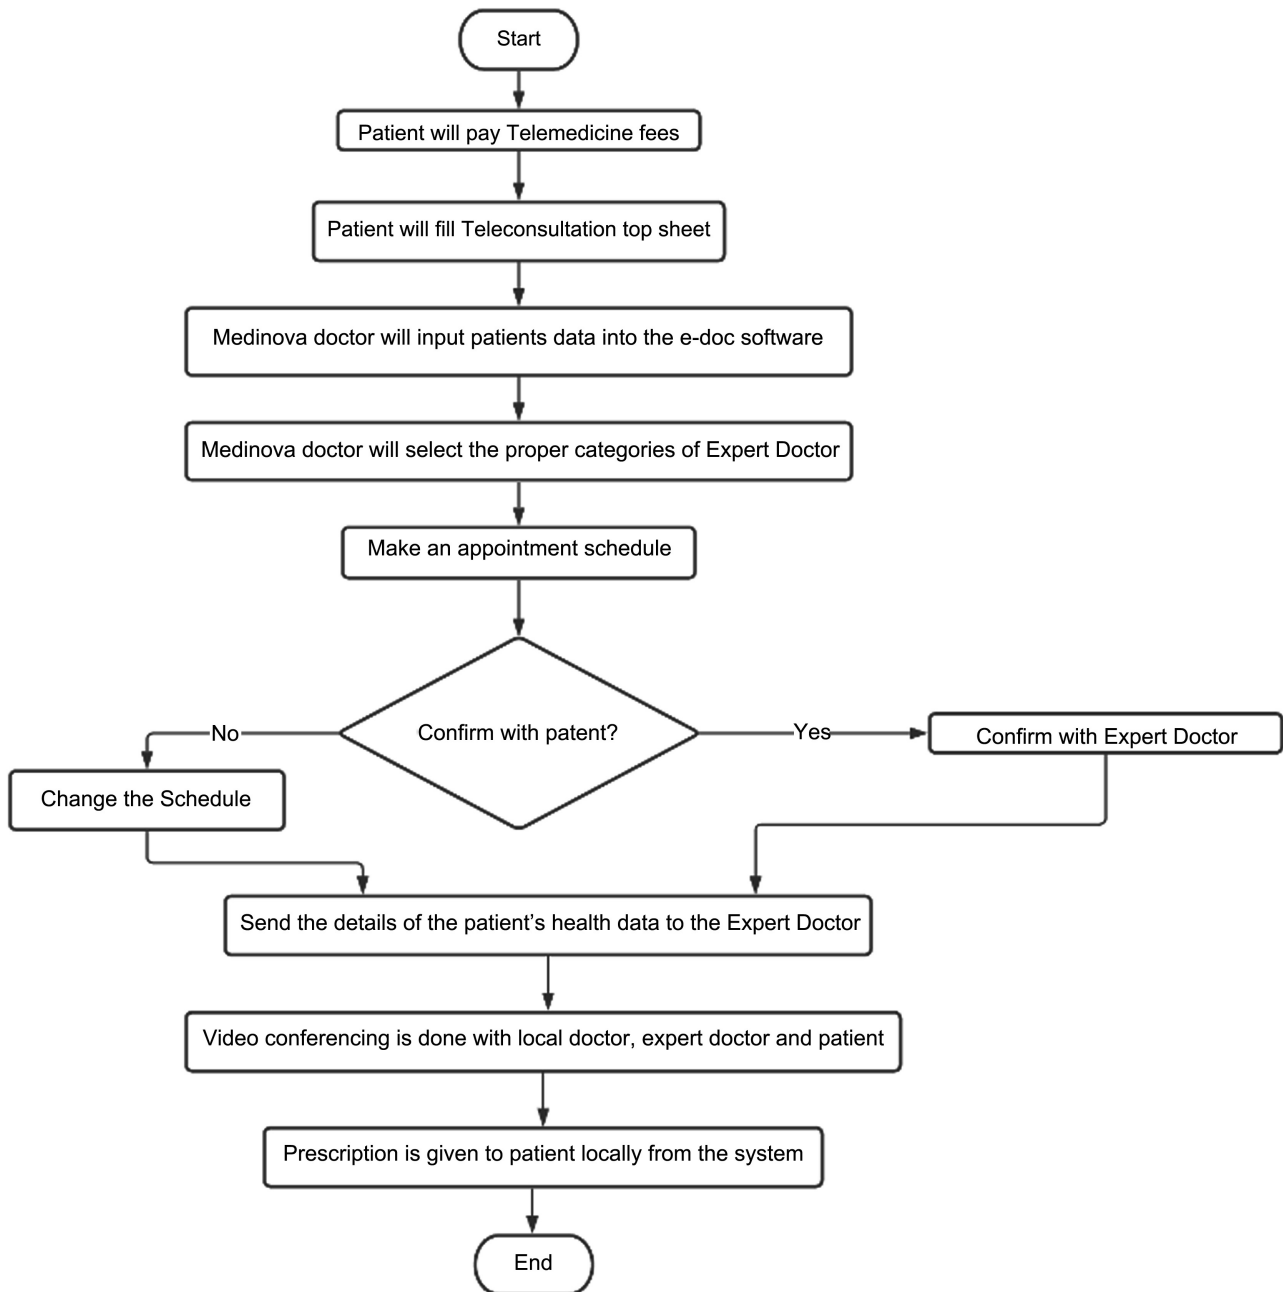 Start
Patient will pay Telemedicine fees
Patient will fill Teleconsultation top sheet
Medinova doctor will input patients data into the e-doc software
Medinova doctor will select the proper categories of Expert Doctor
Make an appointment schedule
Confirm with patent?
No
Yes
Confirm with Expert Doctor
Change the Schedule
Send the details of the patient’s health data to the Expert Doctor
Video conferencing is done with local doctor, expert doctor and patient
Prescription is given to patient locally from the system
End